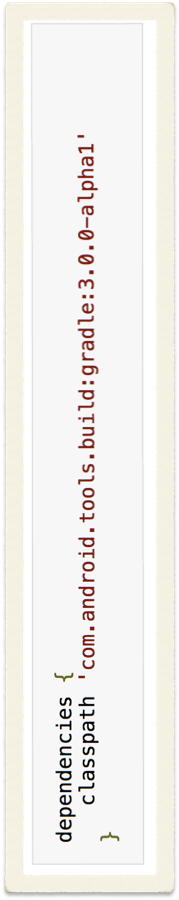 dependencies {
  classpath 'com.android.tools.build:gradle:3.0.0-alpha1'
}